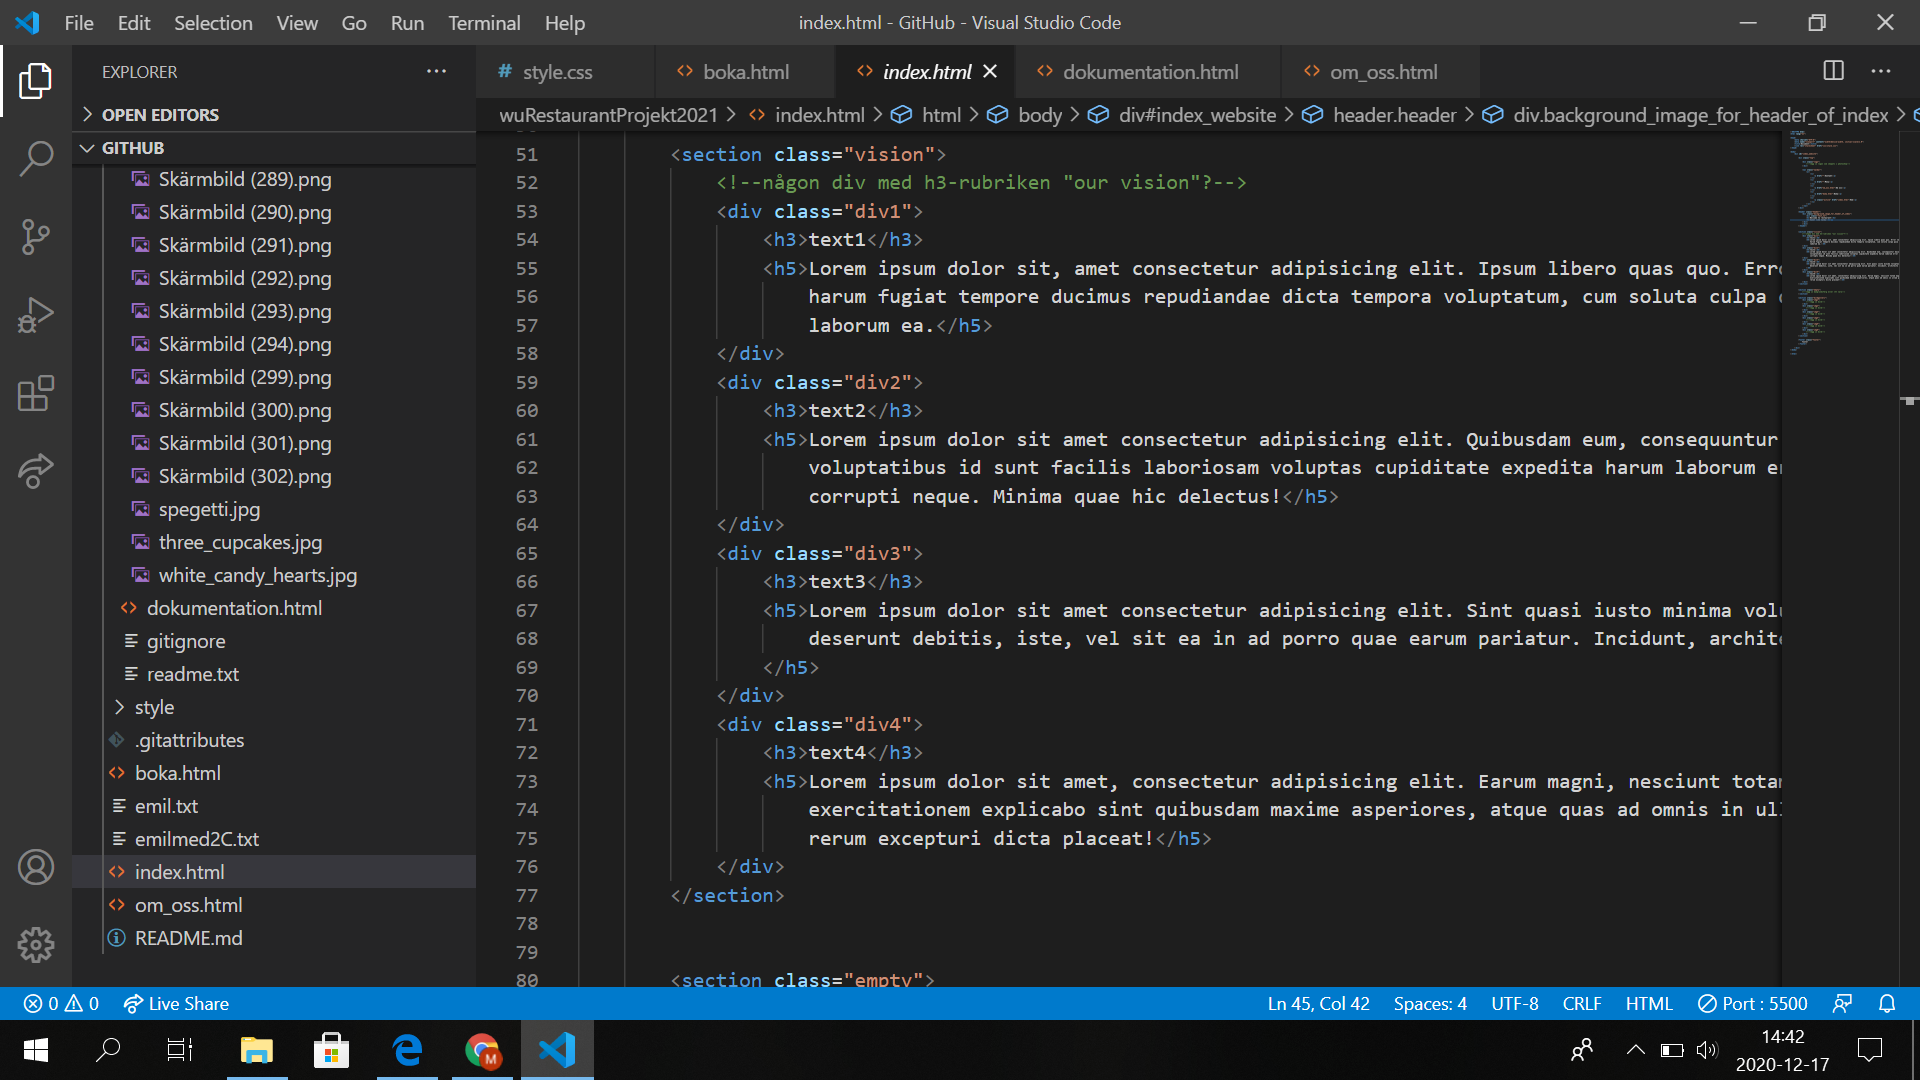 File Edit Selection View Go Run Terminal Help
index.html - GitHub - Visual Studio Code
EXPLORER
OPEN EDITORS
GITHUB
Skärmbild (289).png
Skärmbild (290).png
Skärmbild (291).png
Skärmbild (292).png
Skärmbild (293).png
Skärmbild (294).png
Skärmbild (299).png
Skärmbild (300).png
Skärmbild (301).png
Skärmbild (302).png
spegetti.jpg
three_cupcakes.jpg
white_candy_hearts.jpg
dokumentation.html
gitignore
readme.txt
style
.gitattributes
boka.html
emil.txt
emilmed2C.txt
index.html
om_oss.html
README.md
# style.css <> boka.html <> index.html <> dokumentation.html <> om_oss.html
wuRestaurantProjekt2021 > <> index.html > html > body > div#index_website > header.header > div.background_image_for_header_of_index >
51 <section class="vision">
52 <!--någon div med h3-rubriken "our vision"?-->
53 <div class="div1">
54 <h3>text1</h3>
55 <h5>Lorem ipsum dolor sit, amet consectetur adipisicing elit. Ipsum libero quas quo.
56 harum fugiat tempore ducimus repudiandae dicta tempora voluptatum, cum soluta culpa
57 laborum ea.</h5>
58 </div>
59 <div class="div2">
60 <h3>text2</h3>
61 <h5>Lorem ipsum dolor sit amet consectetur adipisicing elit. Quibusdam eum, consequuntur
62 voluptatibus id sunt facilis laboriosam voluptas cupiditate expedita harum laborum
63 corrupti neque. Minima quae hic delectus!</h5>
64 </div>
65 <div class="div3">
66 <h3>text3</h3>
67 <h5>Lorem ipsum dolor sit amet consectetur adipisicing elit. Sint quasi iusto minima
68 deserunt debitis, iste, vel sit ea in ad porro quae earum pariatur. Incidunt,
69 </h5>
70 </div>
71 <div class="div4">
72 <h3>text4</h3>
73 <h5>Lorem ipsum dolor sit amet, consectetur adipisicing elit. Earum magni, nesciunt
74 exercitationem explicabo sint quibusdam maxime asperiores, atque quas ad omnis in
75 rerum excepturi dicta placeat!</h5>
76 </div>
77 </section>
78
79
80 <section class="empty">
0 0 Live Share
Ln 45, Col 42 Spaces: 4 UTF-8 CRLF HTML Port : 5500
M
14:42
2020-12-17